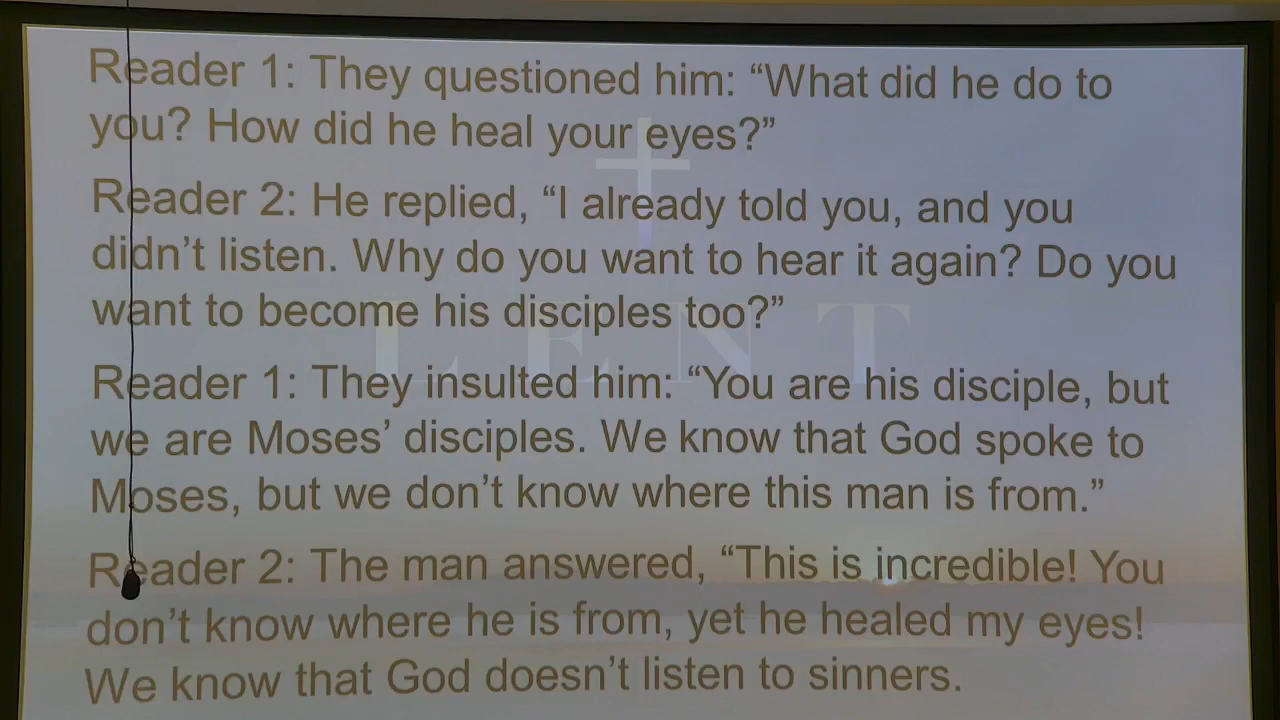 Reader 1: They questioned him: “What did he do to
you? How did he heal your eyes?”
Reader 2: He replied, “I already told you, and you
didn’t listen. Why do you want to hear it again? Do you
want to become his disciples too?”
LENT
Reader 1: They insulted him: “You are his disciple, but
we are Moses’ disciples. We know that God spoke to
Moses, but we don’t know where this man is from.”
Reader 2: The man answered, “This is incredible! You
don’t know where he is from, yet he healed my eyes!
We know that God doesn’t listen to sinners.